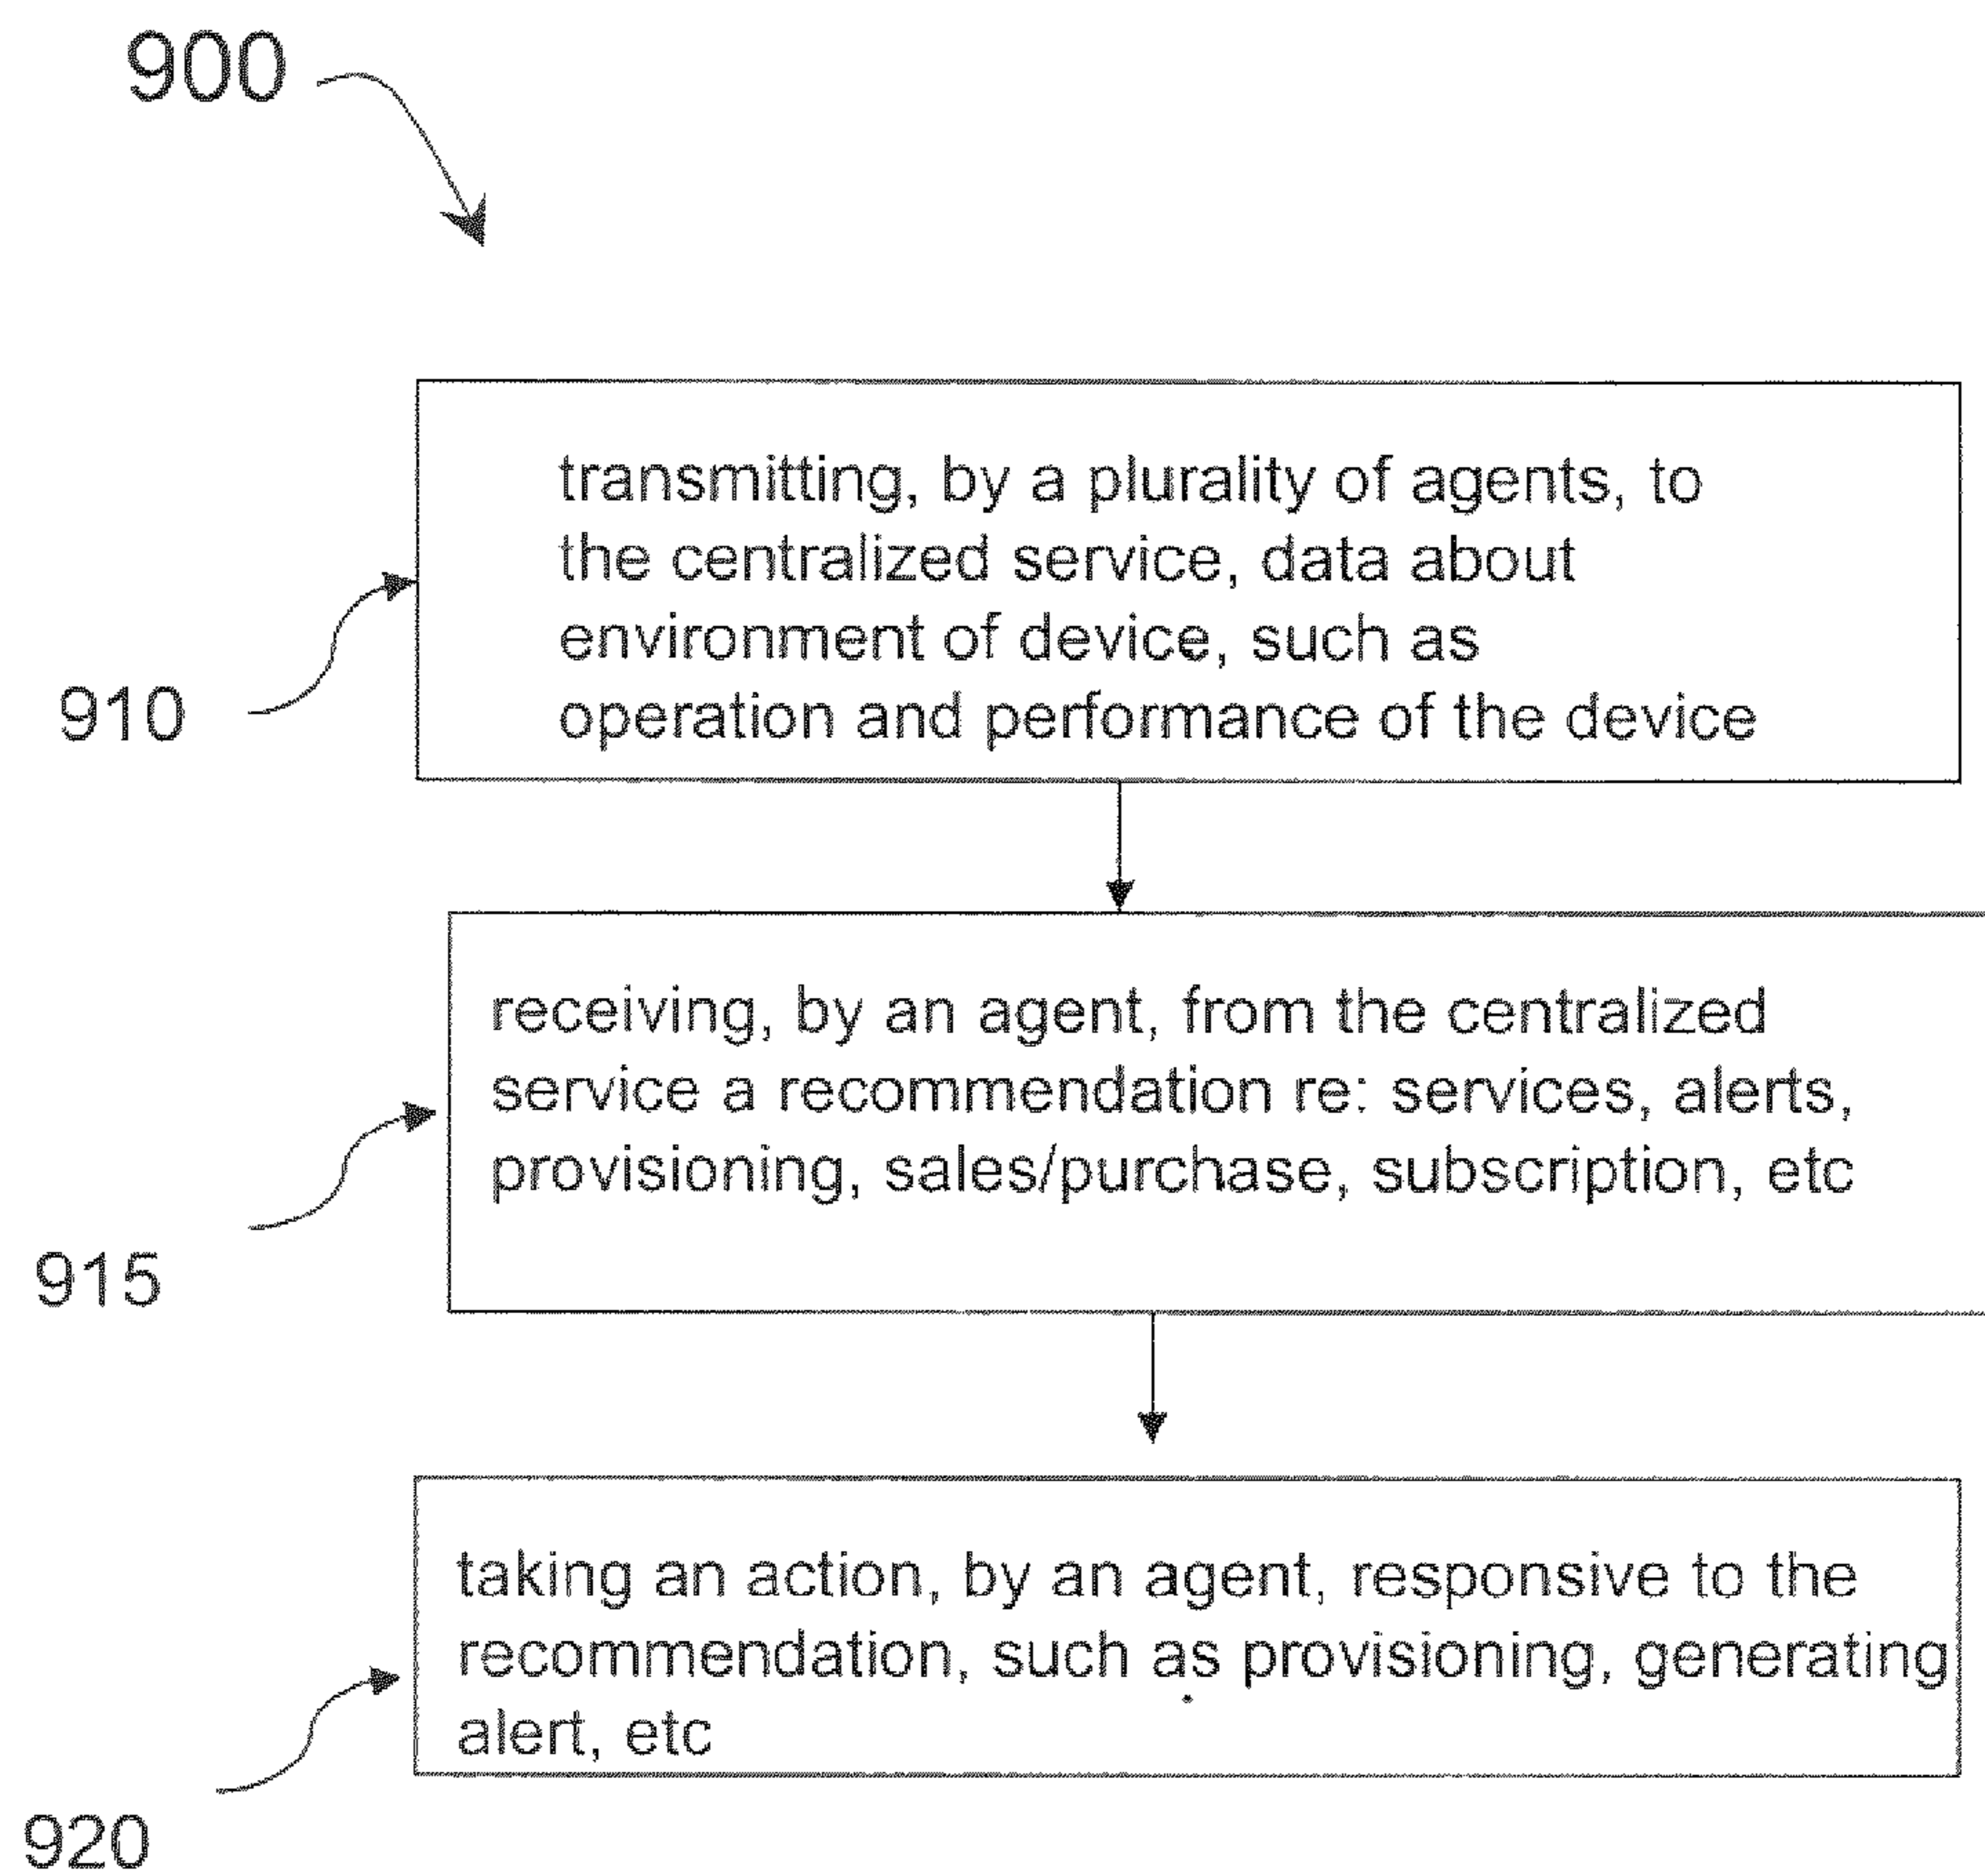 900
transmitting, by a plurality of agents, to
the centralized service, data about
environment of device, such as
operation and performance of the device
910
receiving, by an agent, from the centralized
service a recommendation re: services, alerts,
provisioning, sales/purchase, subscription, etc
915
taking an action, by an agent, responsive to the
recommendation, such as provisioning, generating
alert, etc
920